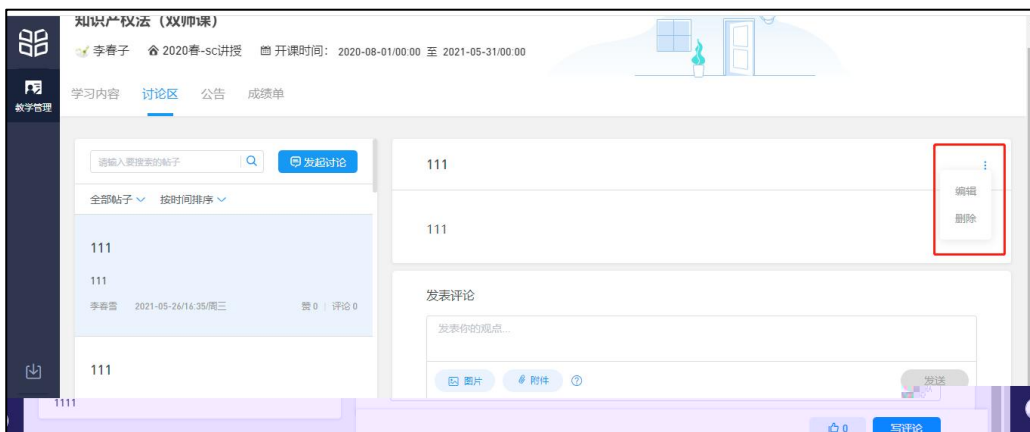 知识产权法（双师课）
李春子 2020春-sc讲授 开课时间： 2020-08-01/00:00 至 2021-05-31/00:00
教学管理
学习内容 讨论区 公告 成绩单
请输入要搜索的帖子 发起讨论
全部帖子 按时间排序
111
111
李春雪 2021-05-26/16:35/周三 赞 0 | 评论 0
111
1111
111
编辑
删除
111
发表评论
发表你的观点...
图片 附件 发送
0 写评论